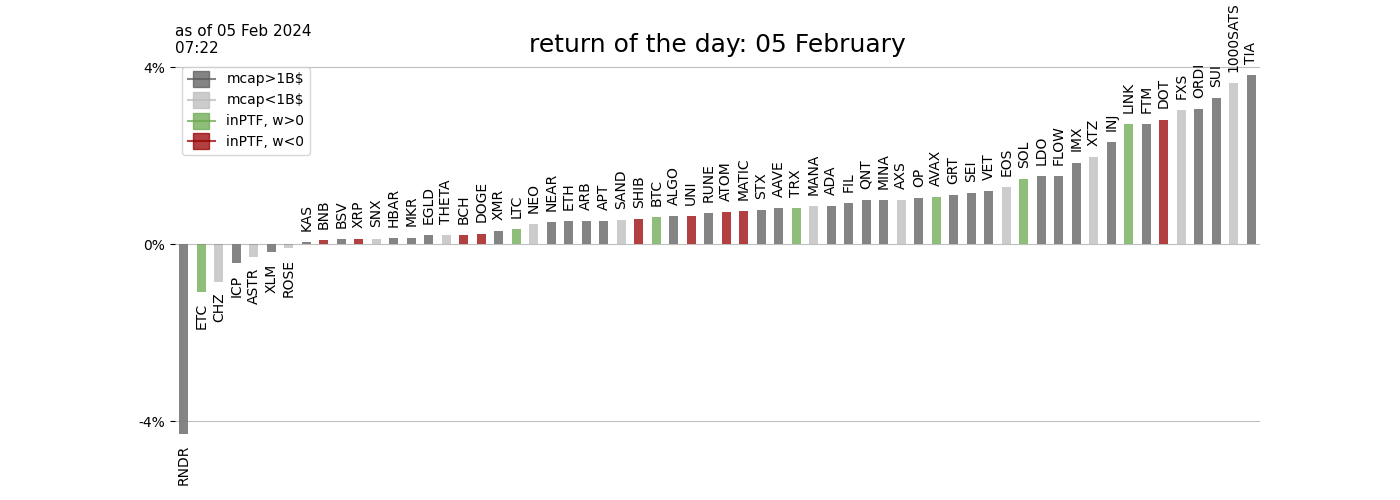 as of 05 Feb 2024
07:22
return of the day: 05 February
4%
0%
-4%
mcap>1B$
mcap<1B$
inPTF, w>0
inPTF, w<0
RNDR
ETC
CHZ
ICP
ASTR
XLM
ROSE
KAS
BNB
BSV
XRP
SNX
HBAR
MKR
EGLD
THETA
BCH
DOGE
XMR
LTC
NEO
NEAR
ETH
ARB
APT
SAND
SHIB
BTC
ALGO
UNI
RUNE
ATOM
MATIC
STX
AAVE
TRX
MANA
ADA
FIL
QNT
MINA
AXS
OP
AVAX
GRT
SEI
VET
EOS
SOL
LDO
FLOW
IMX
XTZ
INJ
LINK
FTM
DOT
FXS
ORDI
SUI
1000SATS
TIA